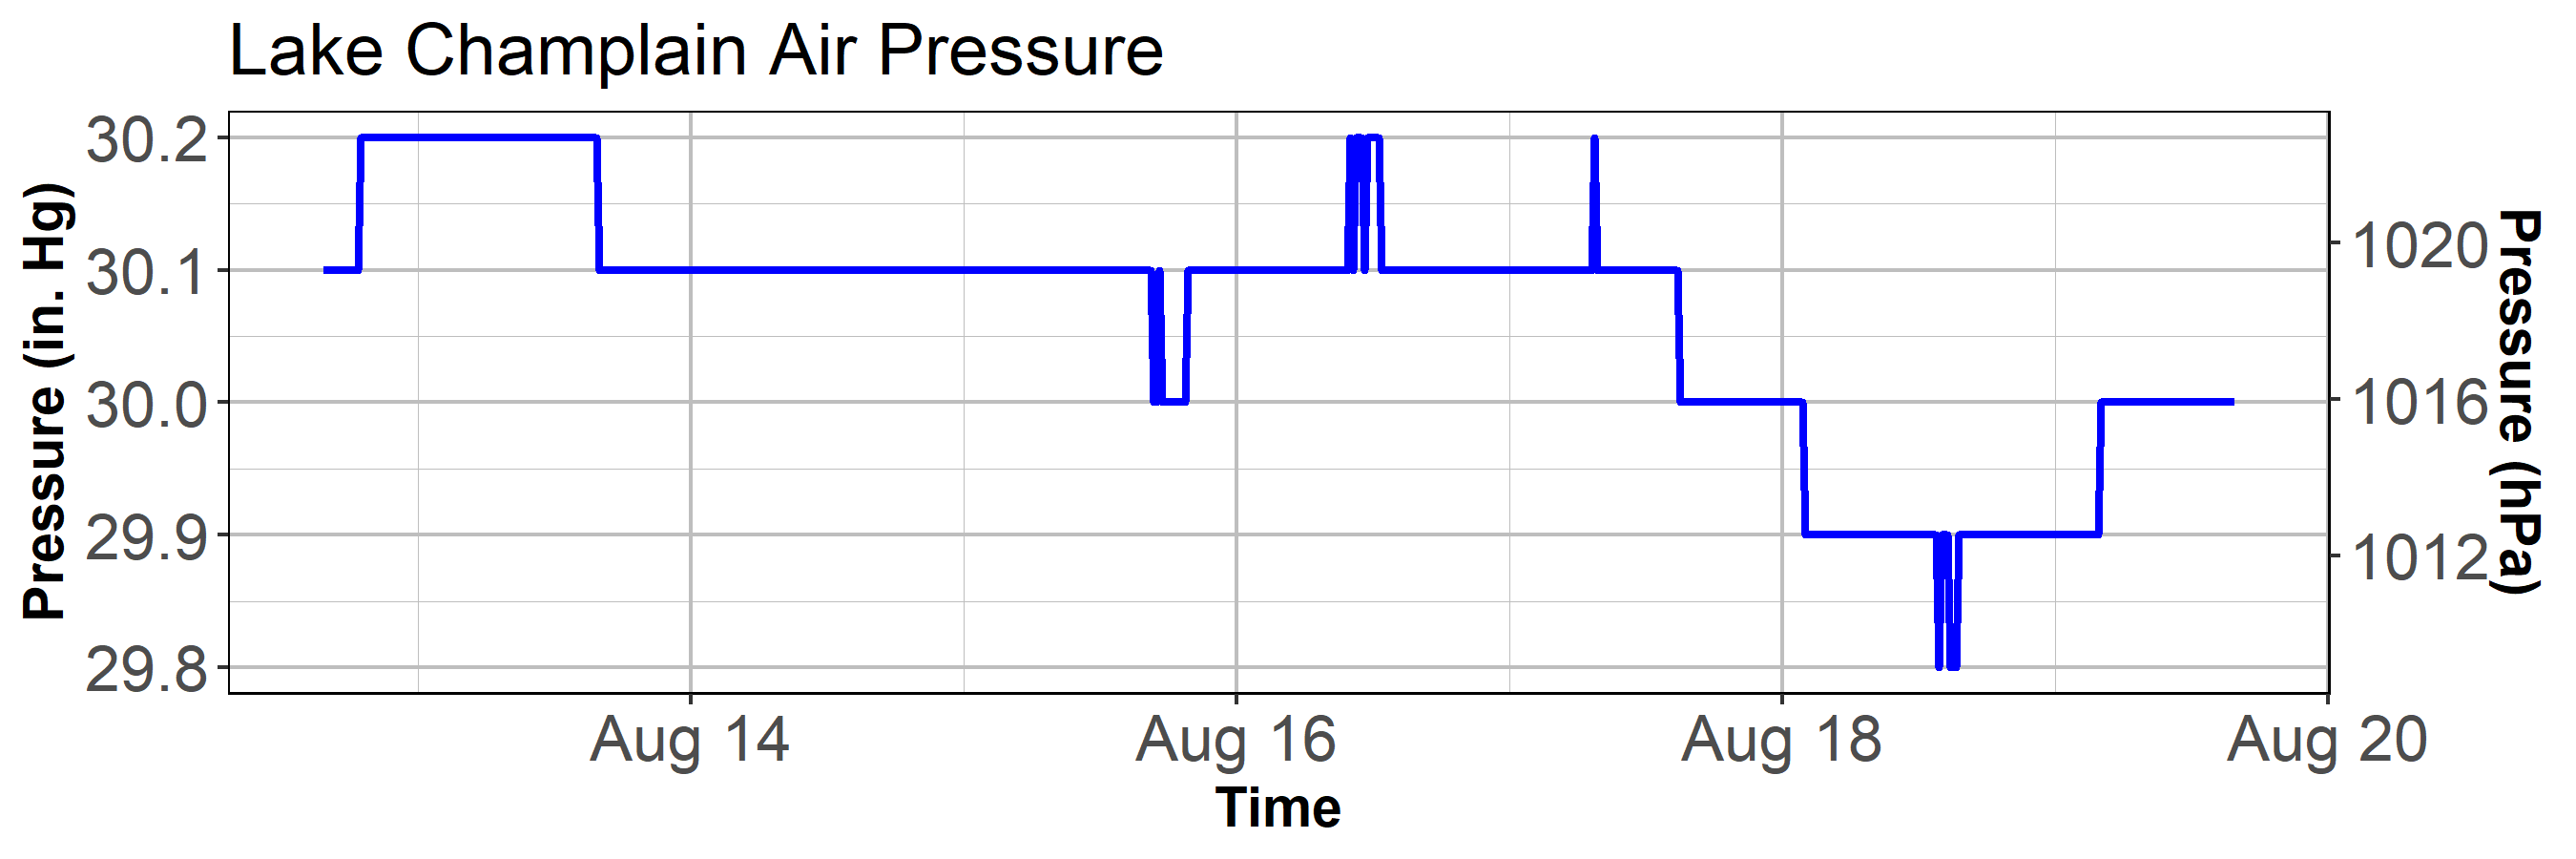 Lake Champlain Air Pressure
Pressure (in. Hg)
30.2
30.1
30.0
29.9
29.8
1020
1016
1012
Pressure (hPa)
Aug 14
Aug 16
Aug 18
Aug 20
Time